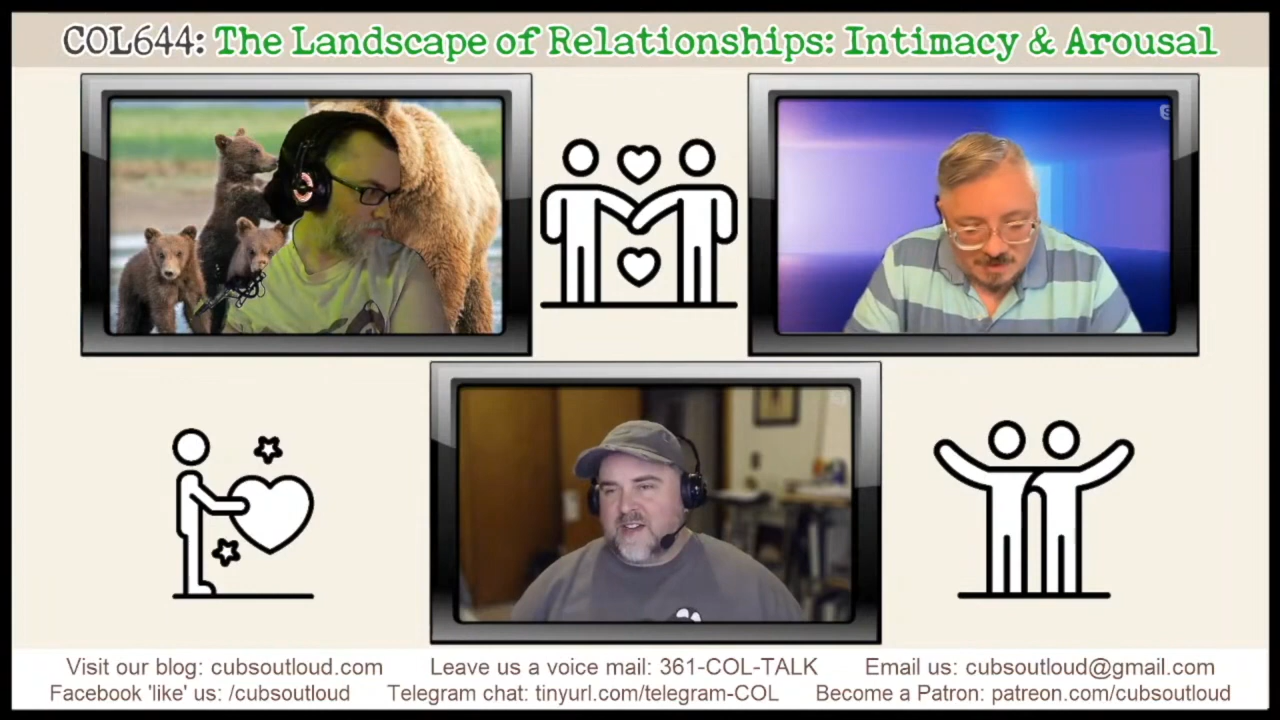 COL644: The Landscape of Relationships: Intimacy & Arousal
Visit our blog: cubsoutloud.com Leave us a voice mail: 361-COL-TALK Email us: cubsoutloud@gmail.com
Facebook 'like' us: /cubsoutloud Telegram chat: tinyurl.com/telegram-COL Become a Patron: patreon.com/cubsoutloud